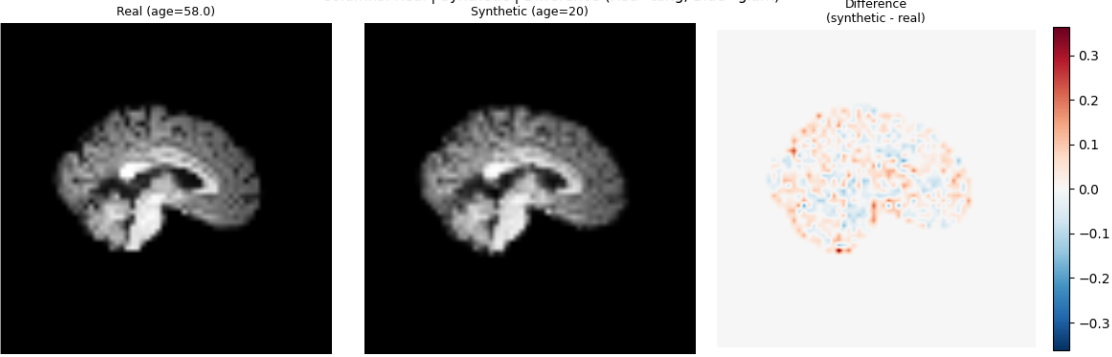 Real (age=58.0)
Synthetic (age=20)
Difference
(synthetic - real)
0.3
0.2
0.1
0.0
−0.1
−0.2
−0.3